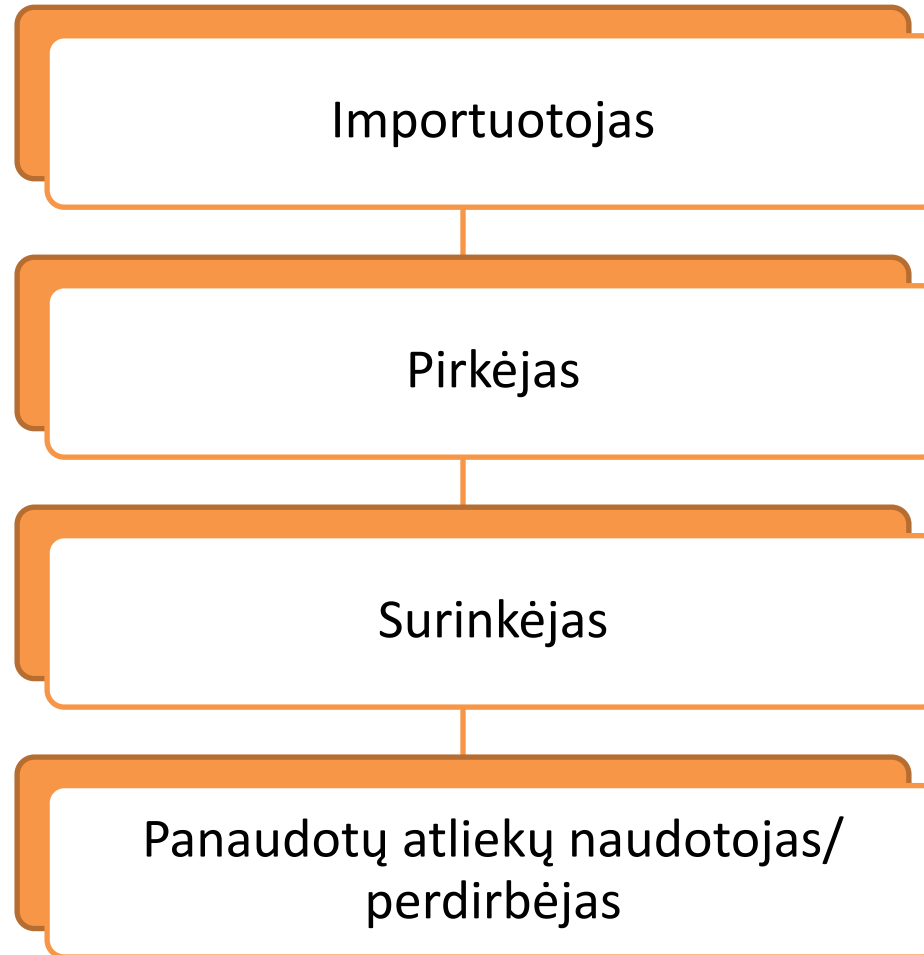 Importuotojas
Pirkėjas
Surinkėjas
Panaudotų atliekų naudotojas/
perdirbėjas